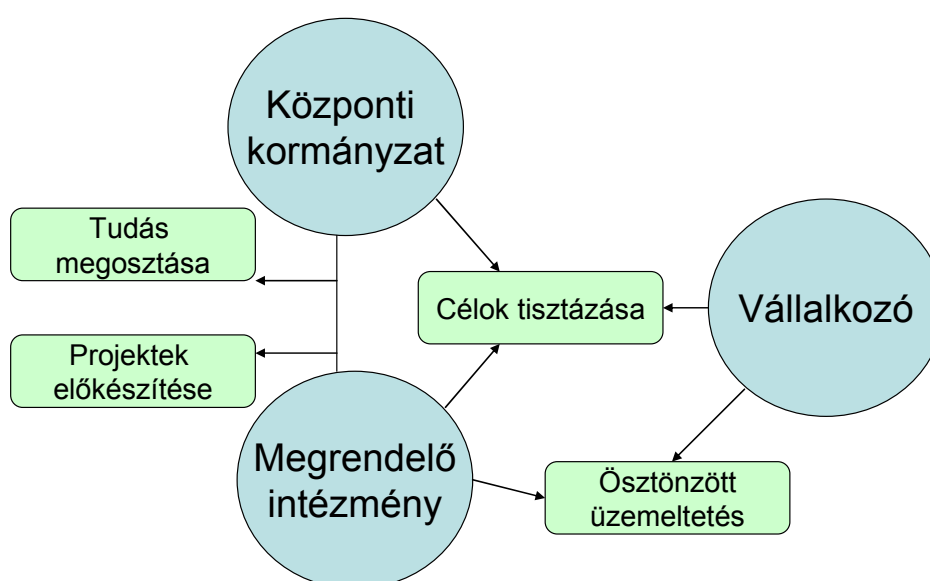 Központi
kormányzat
Tudás
megosztása
Célok tisztázása
Vállalkozó
Projektek
előkészítése
Megrendelő
intézmény
Ösztönzött
üzemeltetés